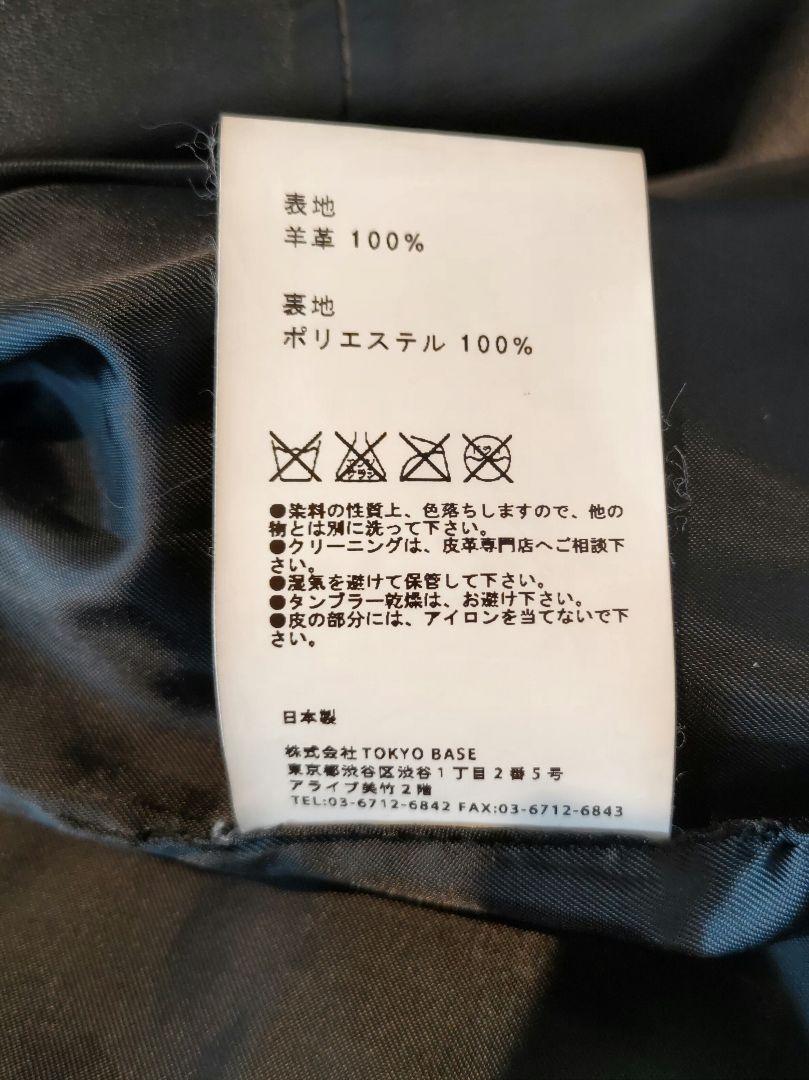 表地
羊革 100%
裏地
ポリエステル 100%
●染料の性質上、色落ちしますので、他の
物とは別に洗って下さい。
●クリーニングは、皮革専門店へご相談下
さい。
●湿気を避けて保管して下さい。
●タンブラー乾燥は、お避け下さい。
●皮の部分には、アイロンを当てないで下
さい。
日本製
株式会社 TOKYO BASE
東京都渋谷区渋谷1丁目2番5号
アライブ美竹2階
TEL:03-6712-6842 FAX:03-6712-6843